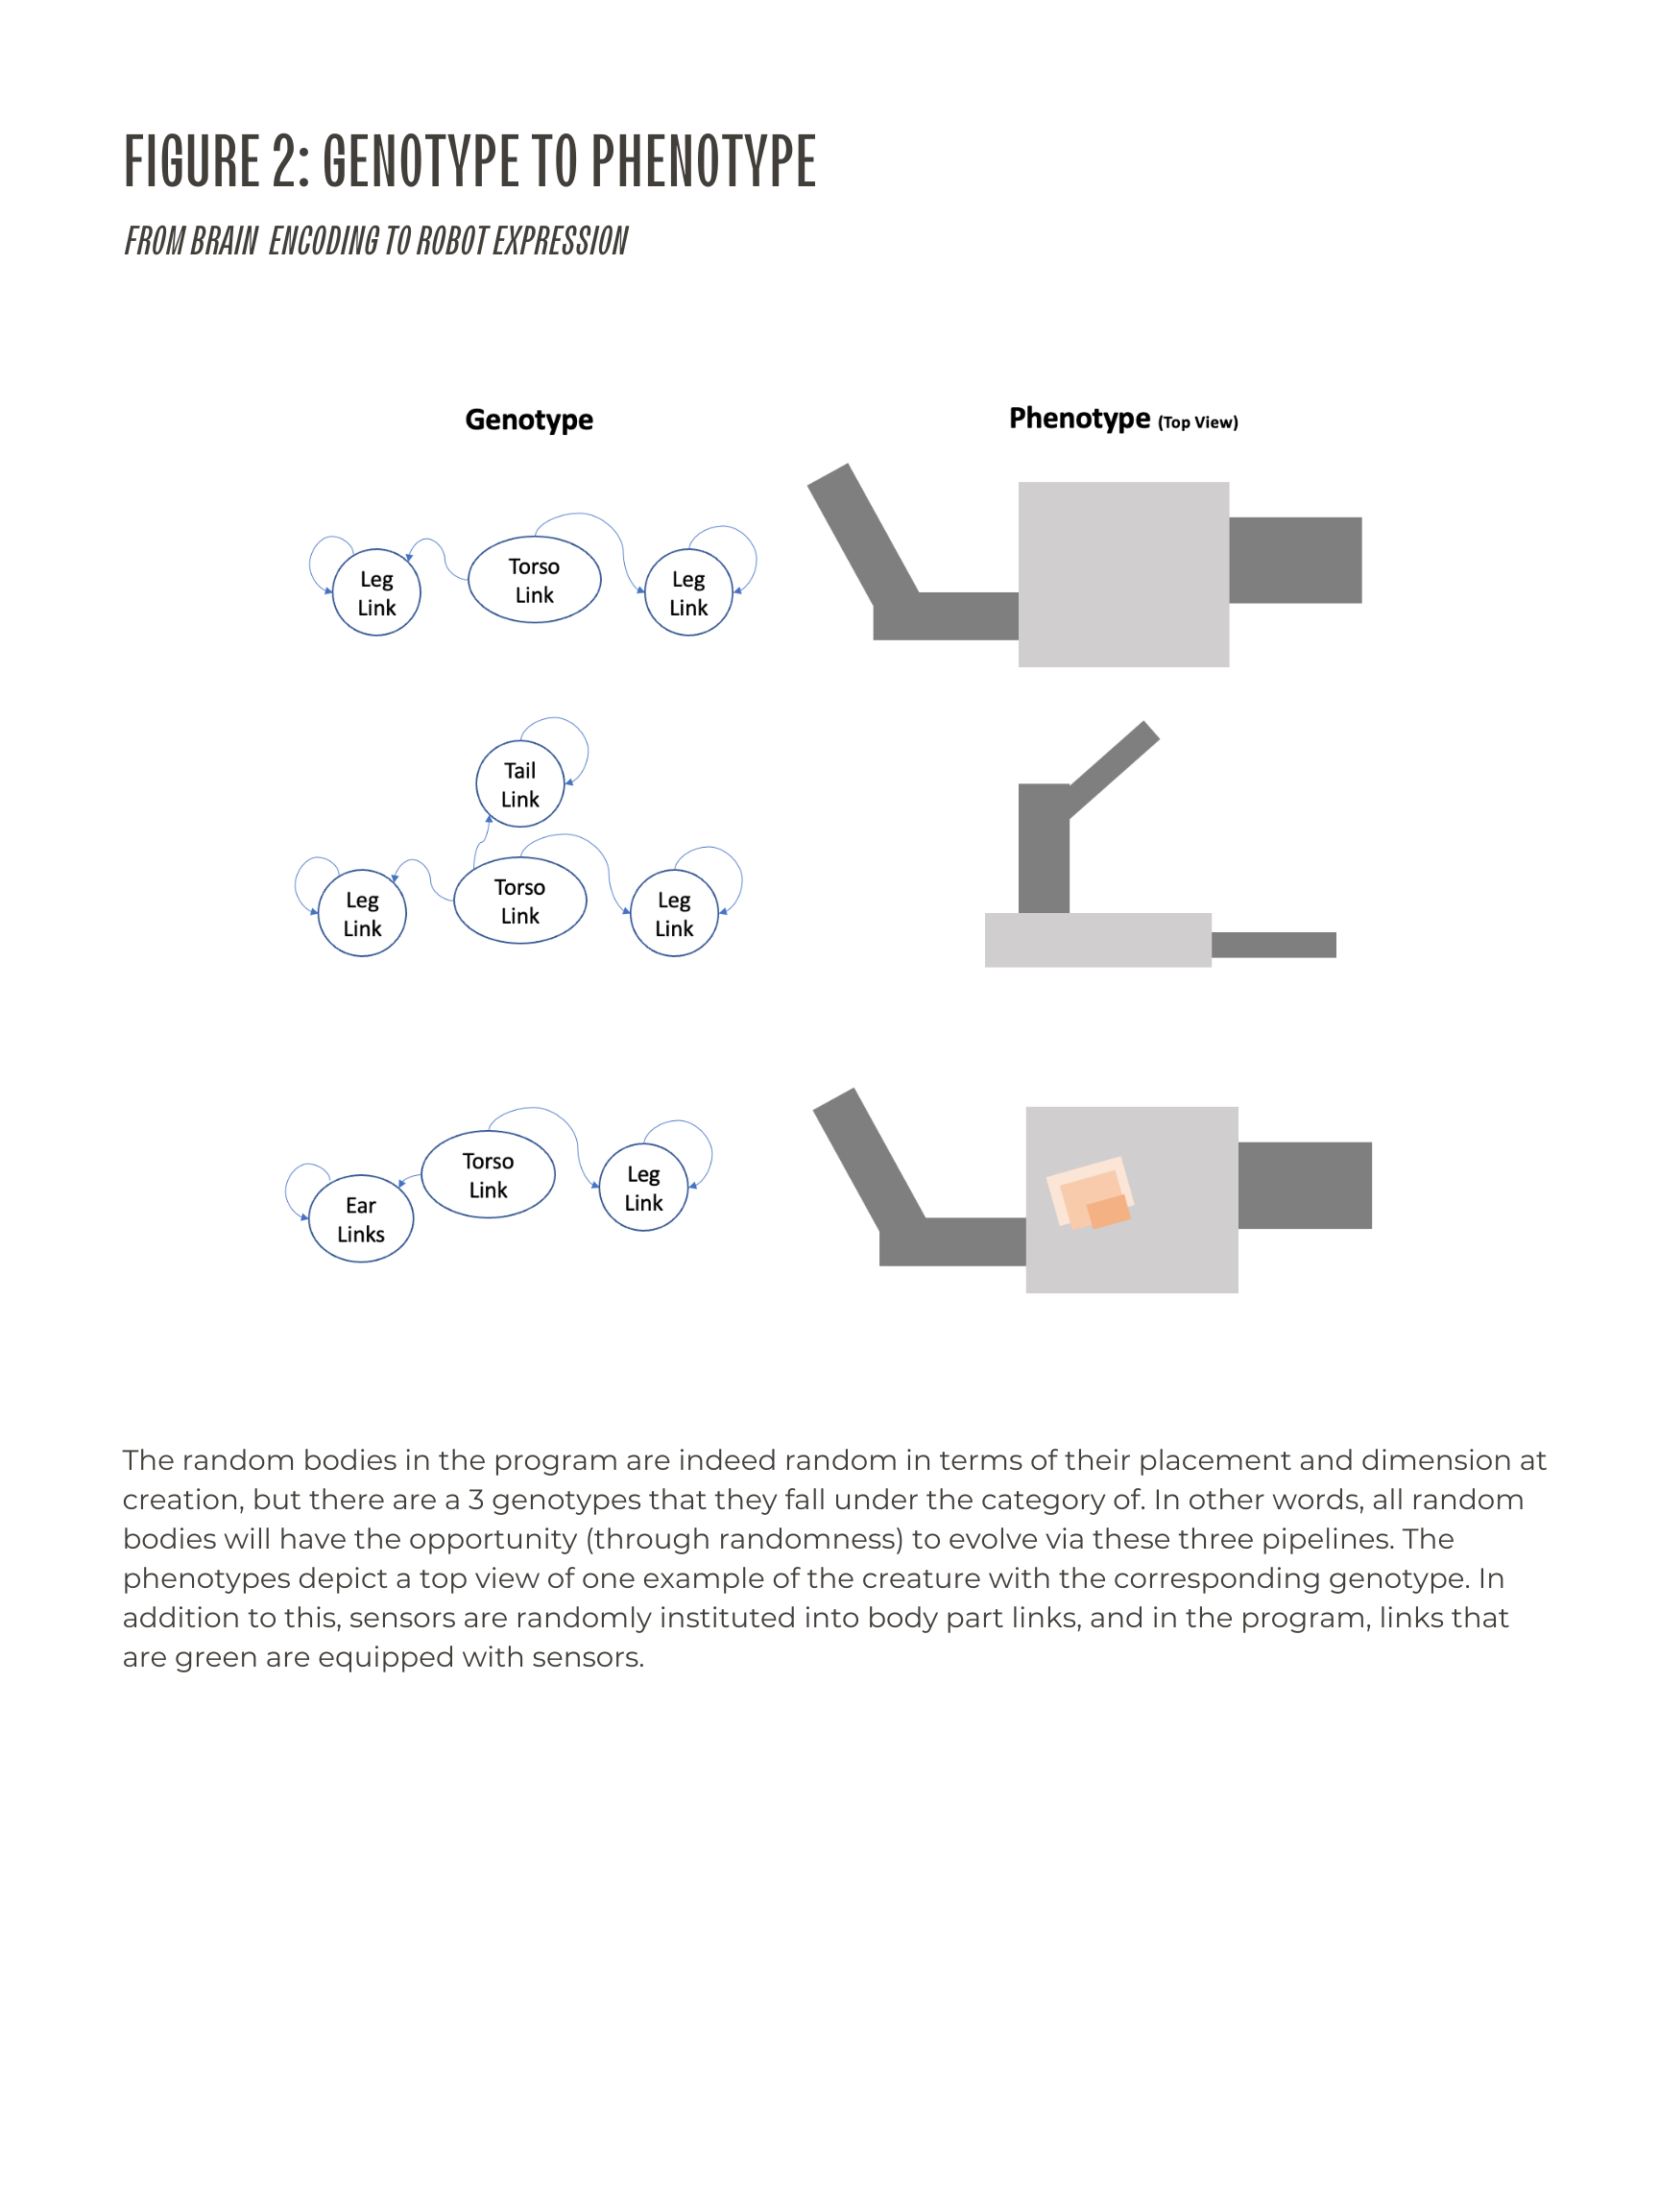 FIGURE 2: GENOTYPE TO PHENOTYPE
FROM BRAIN ENCODING TO ROBOT EXPRESSION
Genotype
Phenotype (Top View)
Leg
Link
Torso
Link
Leg
Link
Tail
Link
Leg
Link
Torso
Link
Leg
Link
Ear
Links
Torso
Link
Leg
Link
The random bodies in the program are indeed random in terms of their placement and dimension at
creation, but there are a 3 genotypes that they fall under the category of. In other words, all random
bodies will have the opportunity (through randomness) to evolve via these three pipelines. The
phenotypes depict a top view of one example of the creature with the corresponding genotype. In
addition to this, sensors are randomly instituted into body part links, and in the program, links that
are green are equipped with sensors.